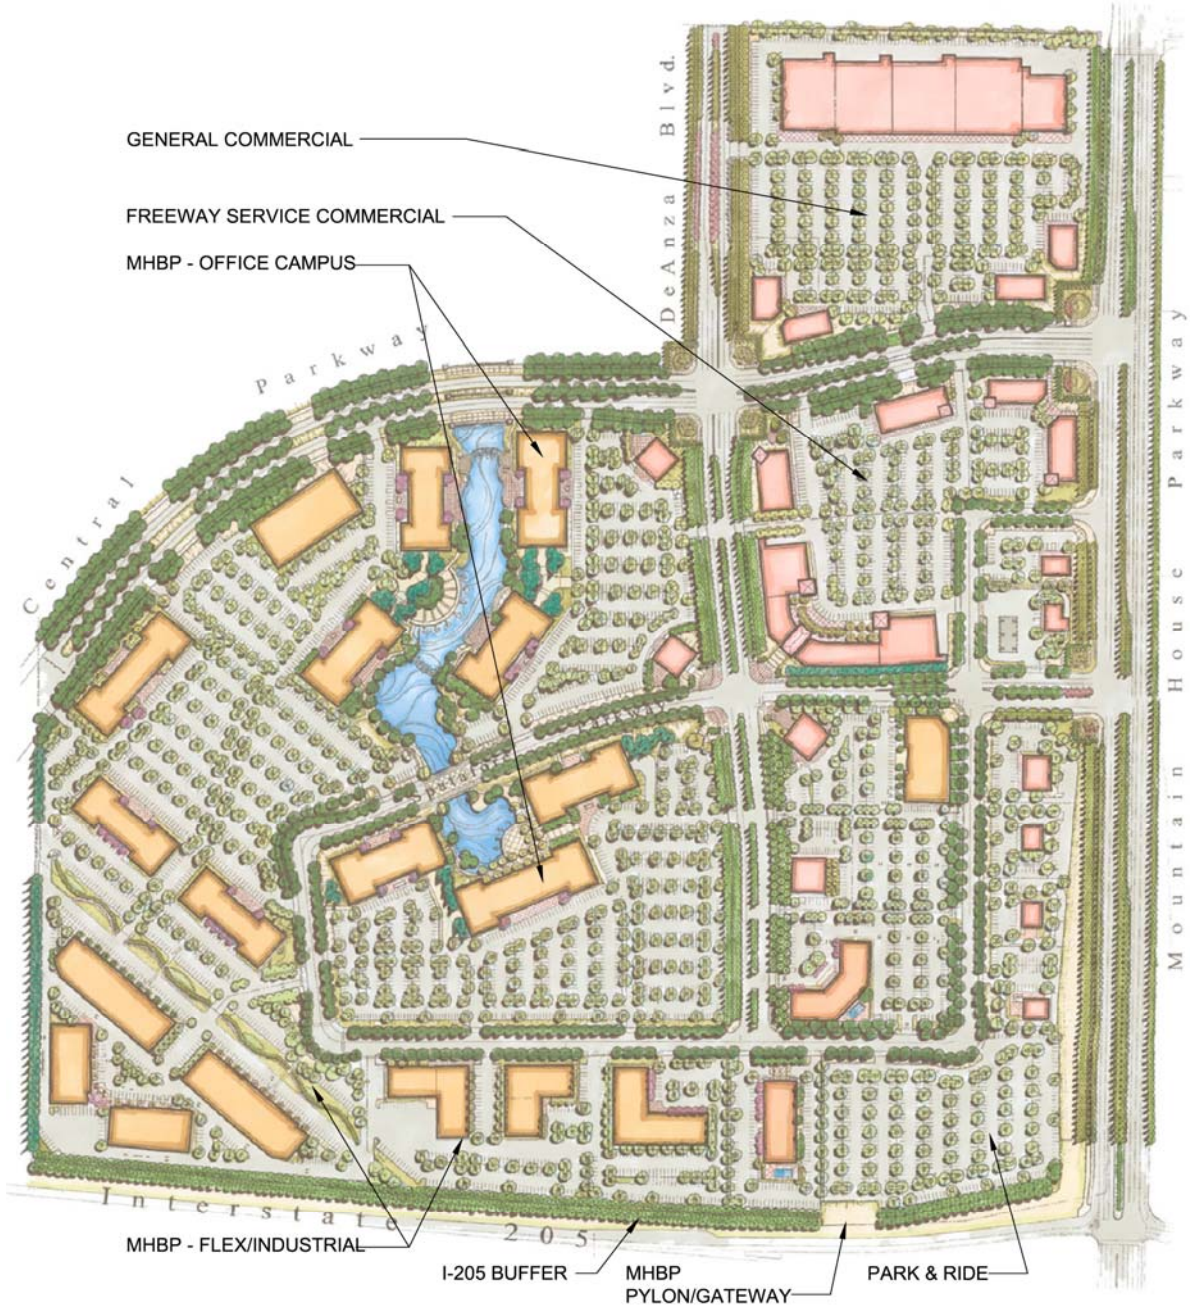 DeAnza Blvd.
GENERAL COMMERCIAL
FREEWAY SERVICE COMMERCIAL
MHBP - OFFICE CAMPUS
Central Parkway
Mountain House Parkway
Interstate 205
MHBP - FLEX/INDUSTRIAL
I-205 BUFFER
MHBP
PYLON/GATEWAY
PARK & RIDE